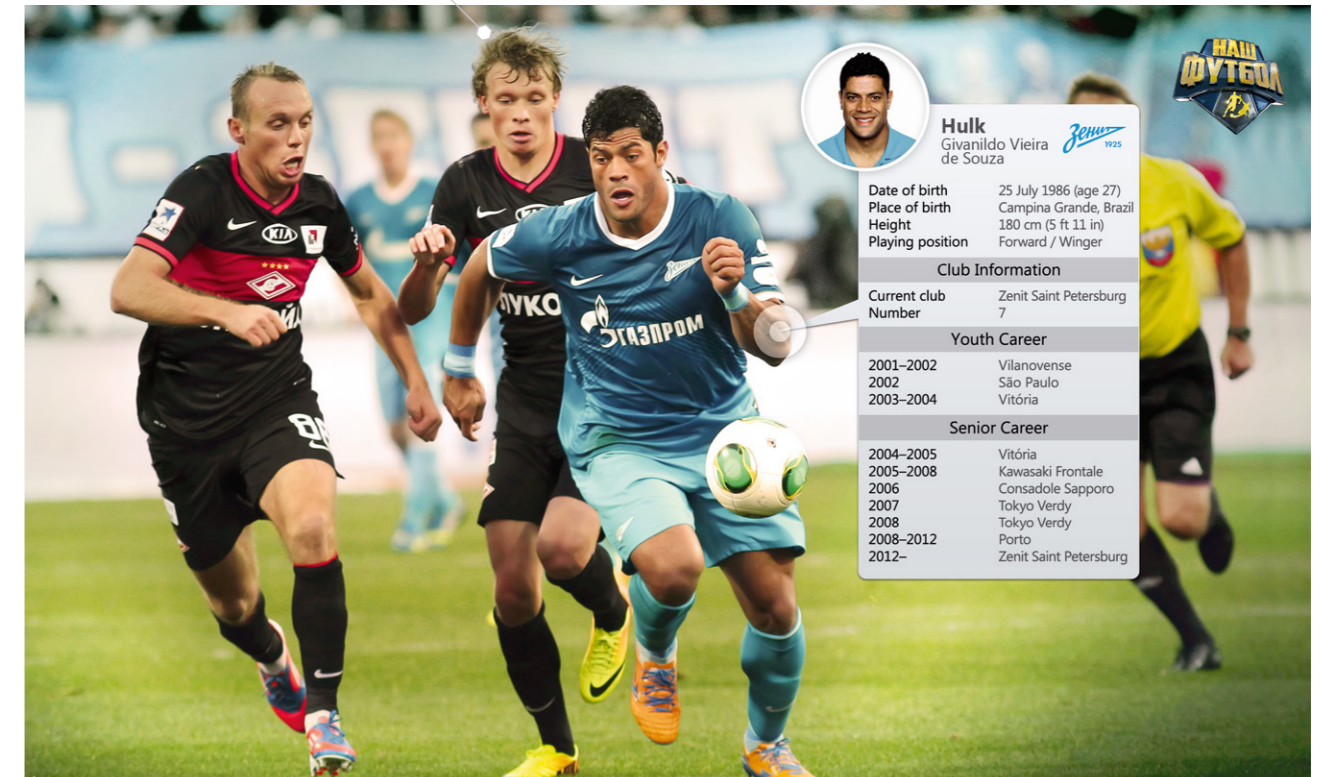 НАШ
ФУТБОЛ
Hulk
Givanildo Vieira
de Souza
Зенит
1925
Date of birth 25 July 1986 (age 27)
Place of birth Campina Grande, Brazil
Height 180 cm (5 ft 11 in)
Playing position Forward / Winger
Club Information
Current club Zenit Saint Petersburg
Number 7
Youth Career
2001–2002 Vilanovense
2002 São Paulo
2003–2004 Vitória
Senior Career
2004–2005 Vitória
2005–2008 Kawasaki Frontale
2006 Consadole Sapporo
2007 Tokyo Verdy
2008 Tokyo Verdy
2008–2012 Porto
2012– Zenit Saint Petersburg
KIA
ГАЗПРОМ